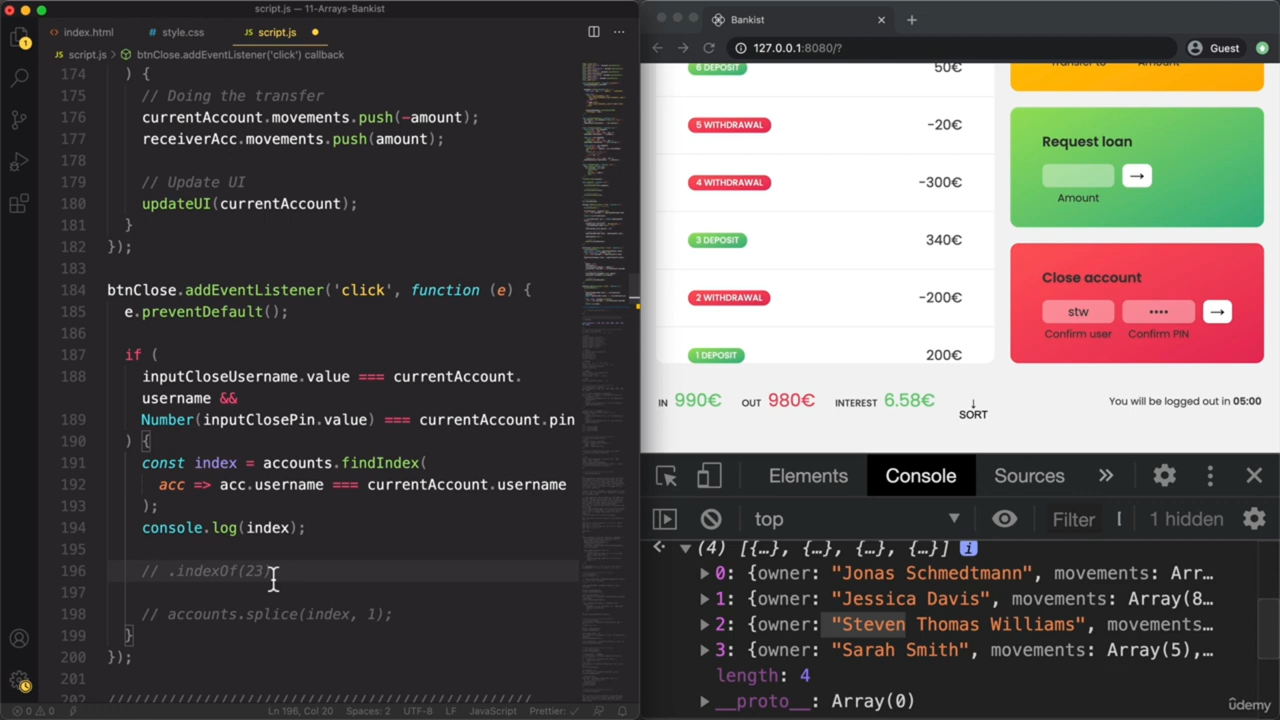 script.js — 11-Arrays-Bankist
index.html
style.css
JS script.js
JS script.js > btnClose.addEventListener('click') callback
174 ) {
currentAccount.movements.push(-amount);
receiverAcc.movements.push(amount);
178
179 // Update UI
180 updateUI(currentAccount);
181 }
182 });
183
184 btnClose.addEventListener('click', function (e) {
185 e.preventDefault();
186
187 if (
188 inputCloseUsername.value === currentAccount.
username &&
189 Number(inputClosePin.value) === currentAccount.pin
190 ) {
191 const index = accounts.findIndex(
192 acc => acc.username === currentAccount.username
193 );
194 console.log(index);
195
196 // .indexOf(23)
197
198 // accounts.splice(index, 1);
199 }
200 });
201
1
0 0
Ln 196, Col 20
Spaces: 2
UTF-8
LF
JavaScript
Prettier: ✓
Bankist
127.0.0.1:8080/?
Guest
6 DEPOSIT 50€
5 WITHDRAWAL -20€
4 WITHDRAWAL -300€
3 DEPOSIT 340€
2 WITHDRAWAL -200€
1 DEPOSIT 200€
IN 990€ OUT 980€ INTEREST 6.58€ ↓ SORT
Transfer to Amount
Request loan
→
Amount
Close account
stw •••• →
Confirm user Confirm PIN
You will be logged out in 05:00
Elements Console Sources »
top Filter 1 hidden
(4) [{…}, {…}, {…}, {…}] i
0: {owner: "Jonas Schmedtmann", movements: Arr…
1: {owner: "Jessica Davis", movements: Array(8…
2: {owner: "Steven Thomas Williams", movements…
3: {owner: "Sarah Smith", movements: Array(5),…
length: 4
__proto__: Array(0)
udemy